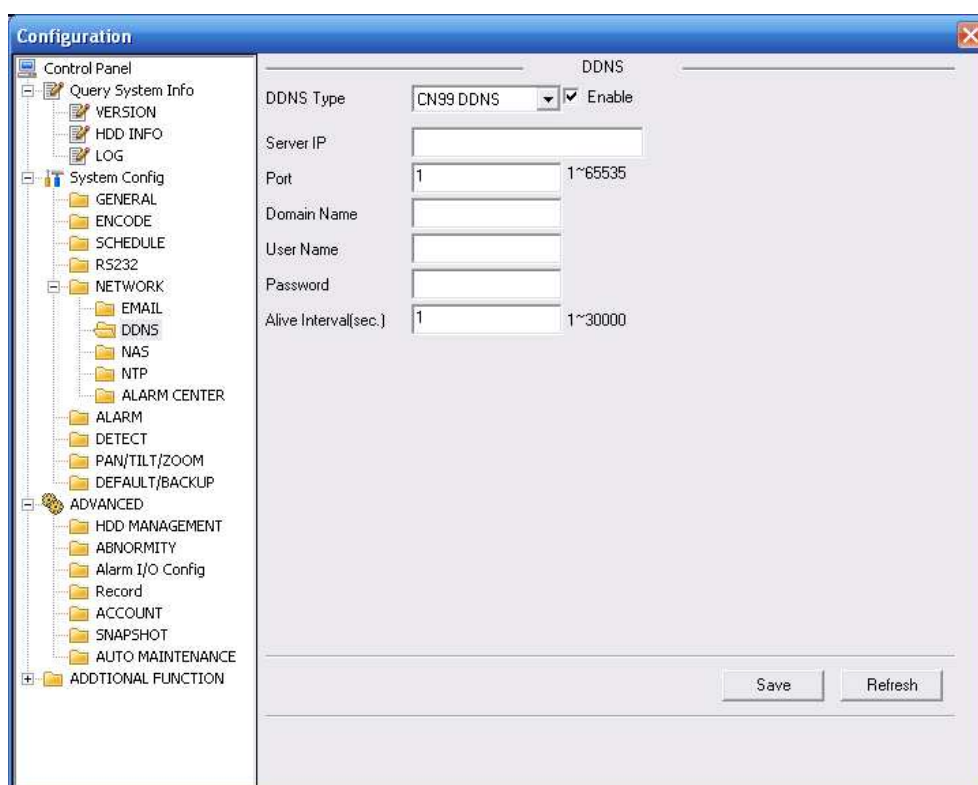 Configuration
Control Panel
Query System Info
VERSION
HDD INFO
LOG
System Config
GENERAL
ENCODE
SCHEDULE
RS232
NETWORK
EMAIL
DDNS
NAS
NTP
ALARM CENTER
ALARM
DETECT
PAN/TILT/ZOOM
DEFAULT/BACKUP
ADVANCED
HDD MANAGEMENT
ABNORMITY
Alarm I/O Config
Record
ACCOUNT
SNAPSHOT
AUTO MAINTENANCE
ADDTIONAL FUNCTION
DDNS
DDNS Type CN99 DDNS Enable
Server IP
Port 1 1~65535
Domain Name
User Name
Password
Alive Interval(sec.) 1 1~30000
Save Refresh